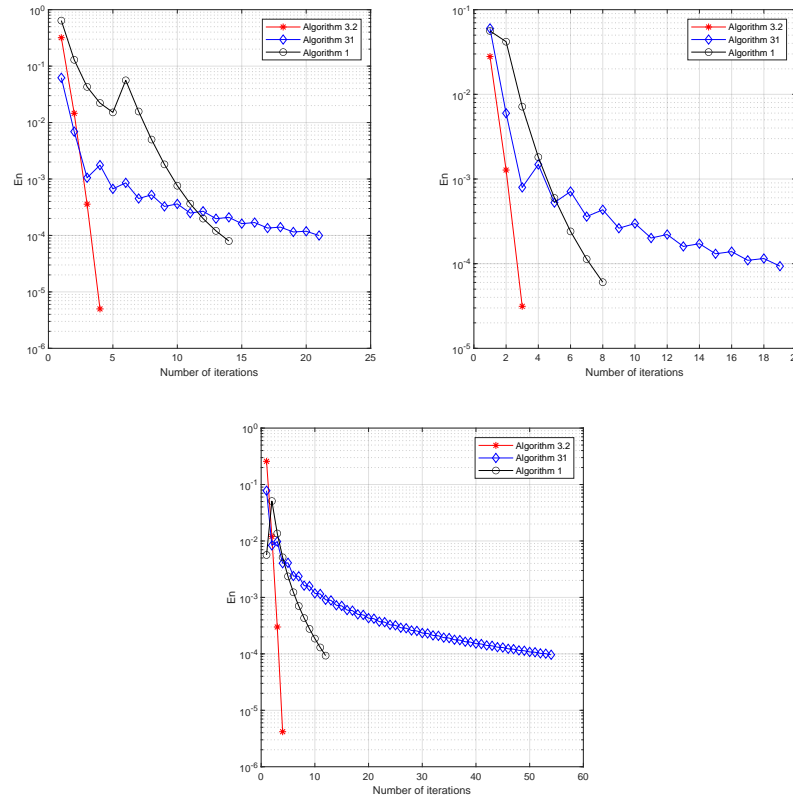 Algorithm 3.2
Algorithm 31
Algorithm 1
10^0
10^-1
10^-2
10^-3
10^-4
10^-5
10^-6
En
0 5 10 15 20 25
Number of iterations
Algorithm 3.2
Algorithm 31
Algorithm 1
10^-1
10^-2
10^-3
10^-4
10^-5
En
0 2 4 6 8 10 12 14 16 18
Number of iterations
Algorithm 3.2
Algorithm 31
Algorithm 1
10^0
10^-1
10^-2
10^-3
10^-4
10^-5
10^-6
En
0 10 20 30 40 50 60
Number of iterations